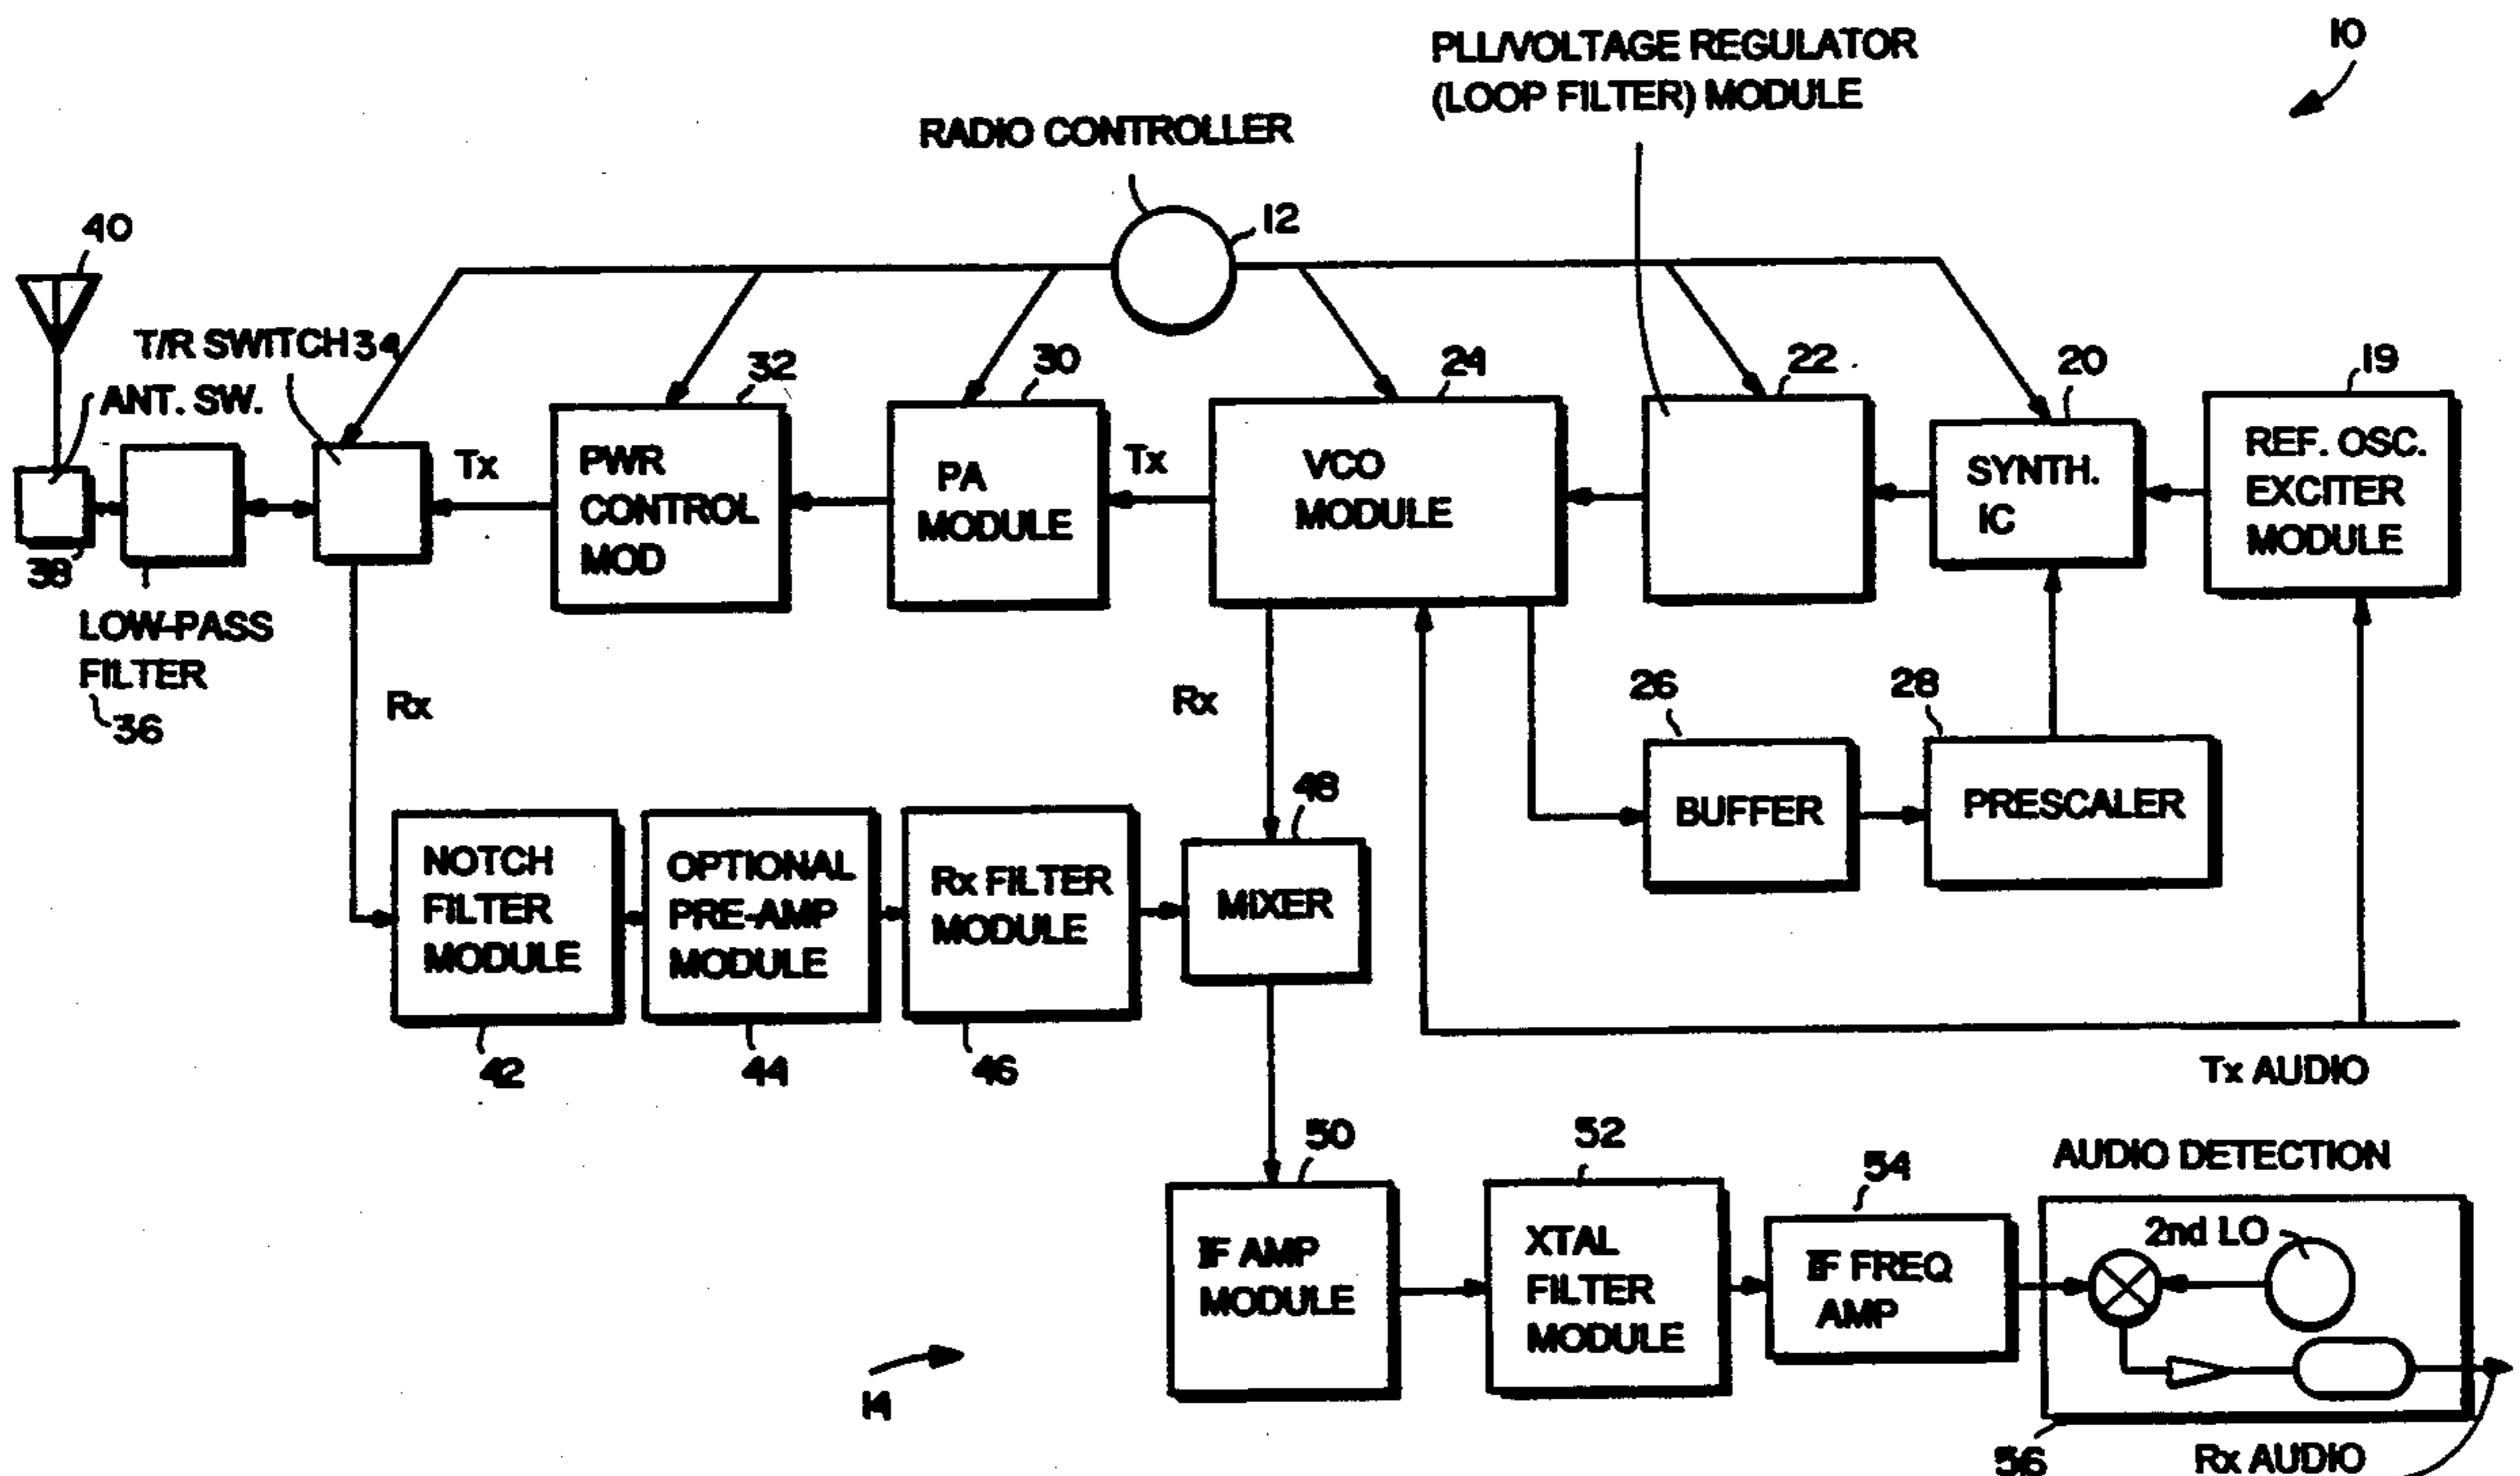 10
PLL/VOLTAGE REGULATOR
(LOOP FILTER) MODULE
RADIO CONTROLLER
12
40
T/R SWITCH 34
ANT. SW.
38
LOW-PASS
FILTER
36
Tx
32
PWR
CONTROL
MOD
30
PA
MODULE
Tx
24
VCO
MODULE
22
20
SYNTH.
IC
19
REF. OSC.
EXCITER
MODULE
Rx
Rx
26
BUFFER
28
PRESCALER
NOTCH
FILTER
MODULE
42
OPTIONAL
PRE-AMP
MODULE
44
Rx FILTER
MODULE
46
48
MIXER
Tx AUDIO
50
IF AMP
MODULE
52
XTAL
FILTER
MODULE
54
IF FREQ
AMP
AUDIO DETECTION
2nd LO
56
Rx AUDIO
14